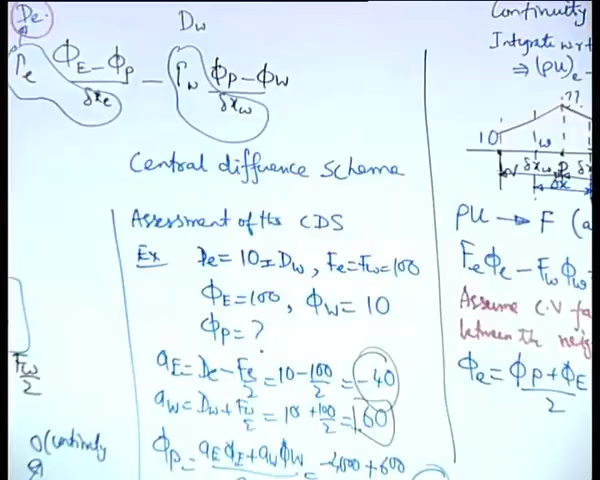 De
Dw
Γe (ϕE − ϕP)/δxe − Γw (ϕP − ϕW)/δxw
Central difference scheme
Assessment of the CDS
Ex De = 10 = Dw, Fe = Fw = 100
ϕE = 100, ϕW = 10
ϕP = ?
aE = De − Fe/2 = 10 − 100/2 = −40
aW = Dw + Fw/2 = 10 + 100/2 = 60
ϕP = aEϕE + aWϕW = −4000 + 600
Fw/2
Continuity
Integrate w.r.t
⇒ (ρu)e
??
10
w
W δxw P
Δx
ρu → F
Feϕe − Fwϕw
Assume C.V
between the
ϕe = (ϕP + ϕE)/2